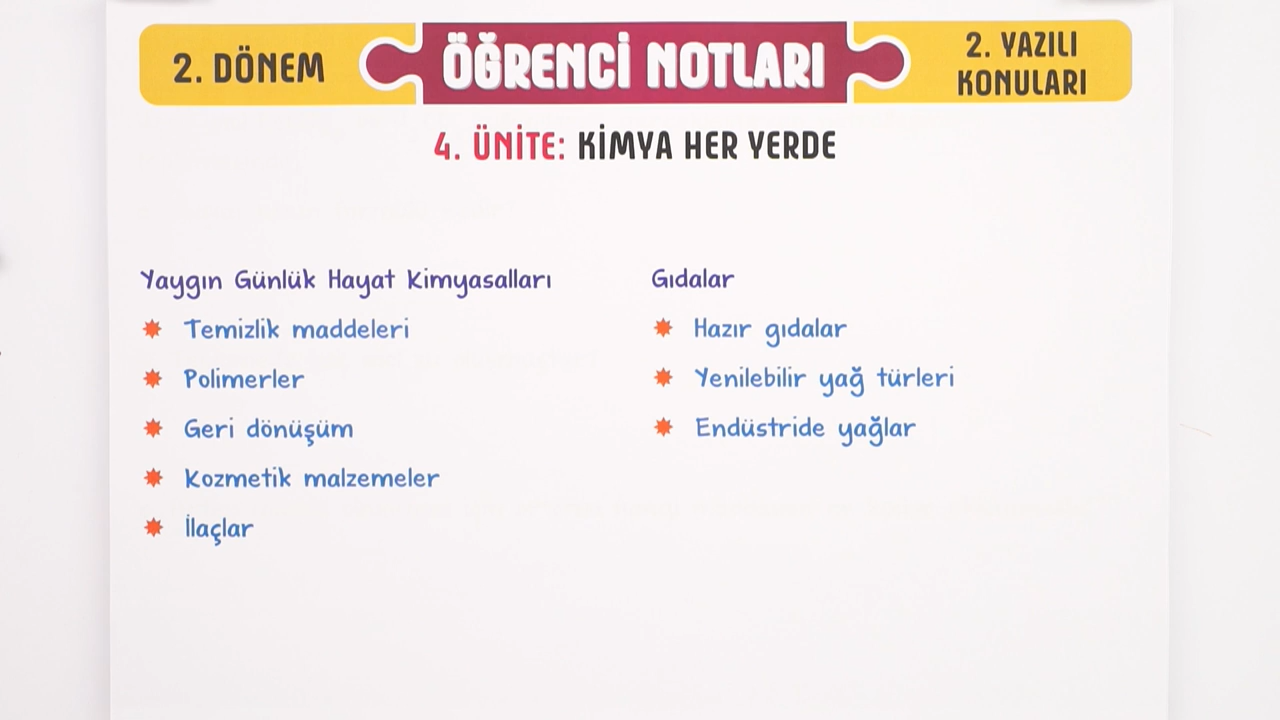 2. DÖNEM
ÖĞRENCİ NOTLARI
2. YAZILI
KONULARI
4. ÜNİTE: KİMYA HER YERDE
Yaygın Günlük Hayat Kimyasalları
Temizlik maddeleri
Polimerler
Geri dönüşüm
Kozmetik malzemeler
İlaçlar
Gıdalar
Hazır gıdalar
Yenilebilir yağ türleri
Endüstride yağlar